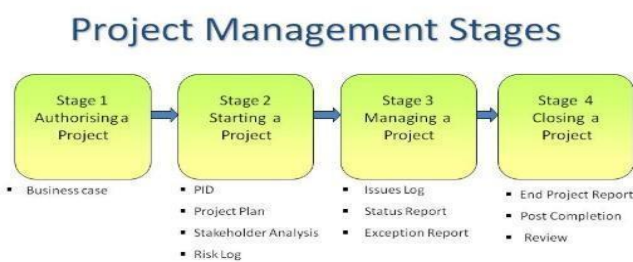 Project Management Stages
Stage 1
Authorising a
Project
Stage 2
Starting a
Project
Stage 3
Managing a
Project
Stage 4
Closing a
Project
▪ Business case
▪ PID
▪ Project Plan
▪ Stakeholder Analysis
▪ Risk Log
▪ Issues Log
▪ Status Report
▪ Exception Report
▪ End Project Report
▪ Post Completion
▪ Review